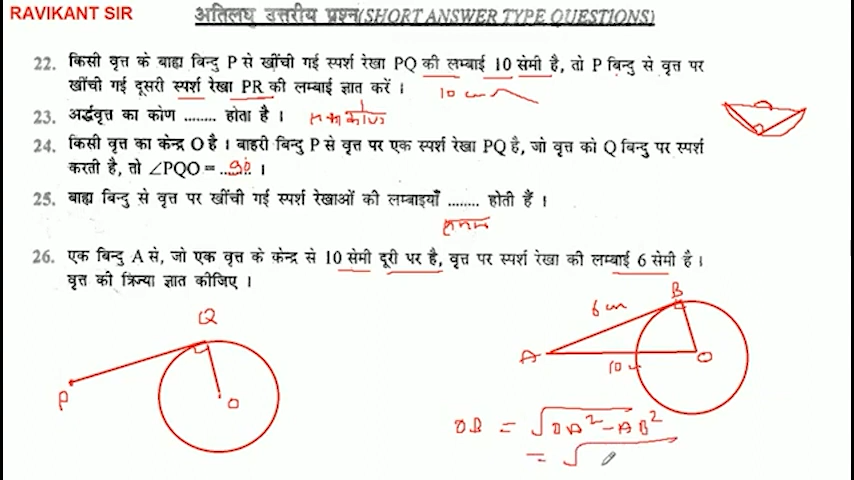 RAVIKANT SIR
अतिलघु उत्तरीय प्रश्न(SHORT ANSWER TYPE QUESTIONS)
22. किसी वृत्त के बाह्य बिन्दु P से खींची गई स्पर्श रेखा PQ की लम्बाई 10 सेमी है, तो P बिन्दु से वृत्त पर
खींची गई दूसरी स्पर्श रेखा PR की लम्बाई ज्ञात करें ।
10 cm
23. अर्द्धवृत्त का कोण ........ होता है । समकोण
24. किसी वृत्त का केन्द्र O है । बाहरी बिन्दु P से वृत्त पर एक स्पर्श रेखा PQ है, जो वृत्त को Q बिन्दु पर स्पर्श
करती है, तो ∠PQO = ........ । 90
25. बाह्य बिन्दु से वृत्त पर खींची गई स्पर्श रेखाओं की लम्बाइयाँ ........ होती हैं ।
समान
26. एक बिन्दु A से, जो एक वृत्त के केन्द्र से 10 सेमी दूरी पर है, वृत्त पर स्पर्श रेखा की लम्बाई 6 सेमी है ।
वृत्त की त्रिज्या ज्ञात कीजिए ।
Q
P
O
B
6 cm
A
O
10
OB = √OA² - AB²
= √